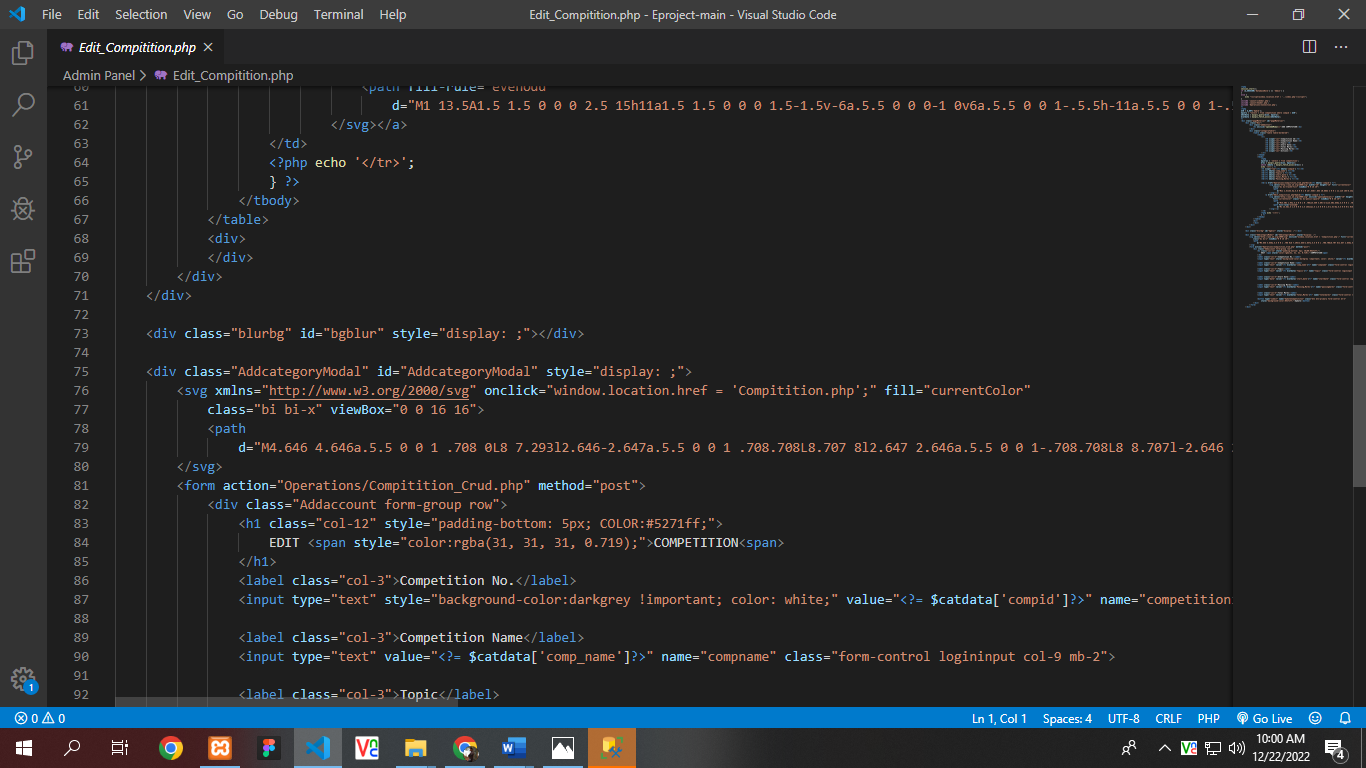 File Edit Selection View Go Debug Terminal Help Edit_Compitition.php - Eproject-main - Visual Studio Code
Edit_Compitition.php
Admin Panel > Edit_Compitition.php
60 <path fill-rule="evenodd"
61 d="M1 13.5A1.5 1.5 0 0 0 2.5 15h11a1.5 1.5 0 0 0 1.5-1.5v-6a.5.5 0 0 0-1 0v6a.5.5 0 0 1-.5.5h-11a.5.5 0 0 1-.
62 </svg></a>
63 </td>
64 <?php echo '</tr>';
65 } ?>
66 </tbody>
67 </table>
68 <div>
69 </div>
70 </div>
71 </div>
72
73 <div class="blurbg" id="bgblur" style="display: ;"></div>
74
75 <div class="AddcategoryModal" id="AddcategoryModal" style="display: ;">
76 <svg xmlns="http://www.w3.org/2000/svg" onclick="window.location.href = 'Compitition.php';" fill="currentColor"
77 class="bi bi-x" viewBox="0 0 16 16">
78 <path
79 d="M4.646 4.646a.5.5 0 0 1 .708 0L8 7.293l2.646-2.647a.5.5 0 0 1 .708.708L8.707 8l2.647 2.646a.5.5 0 0 1-.708.708L8 8.707l-2.646
80 </svg>
81 <form action="Operations/Compitition_Crud.php" method="post">
82 <div class="Addaccount form-group row">
83 <h1 class="col-12" style="padding-bottom: 5px; COLOR:#5271ff;">
84 EDIT <span style="color:rgba(31, 31, 31, 0.719);">COMPETITION<span>
85 </h1>
86 <label class="col-3">Competition No.</label>
87 <input type="text" style="background-color:darkgrey !important; color: white;" value="<?= $catdata['compid']?>" name="competition
88
89 <label class="col-3">Competition Name</label>
90 <input type="text" value="<?= $catdata['comp_name']?>" name="compname" class="form-control logininput col-9 mb-2">
91
92 <label class="col-3">Topic</label>
1
0 0 Ln 1, Col 1 Spaces: 4 UTF-8 CRLF PHP Go Live
10:00 AM
12/22/2022
4